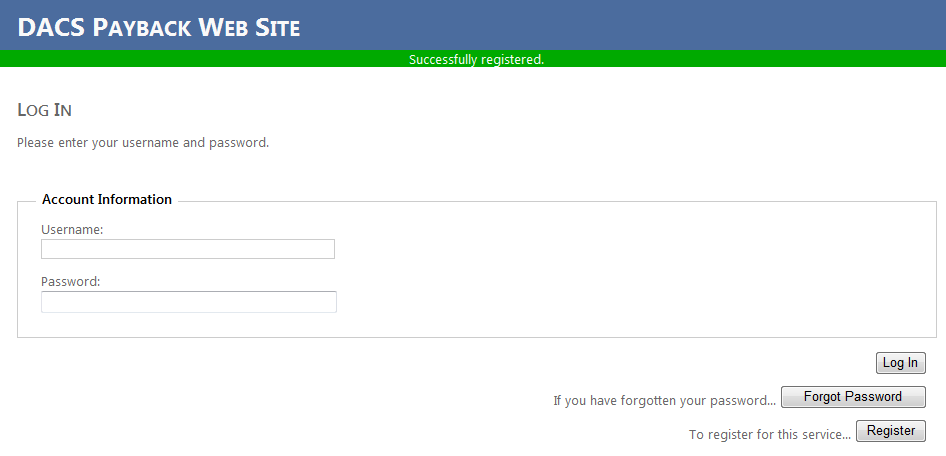 DACS Payback Web Site
Successfully registered.
Log In
Please enter your username and password.
Account Information
Username:
Password:
Log In
If you have forgotten your password... Forgot Password
To register for this service... Register